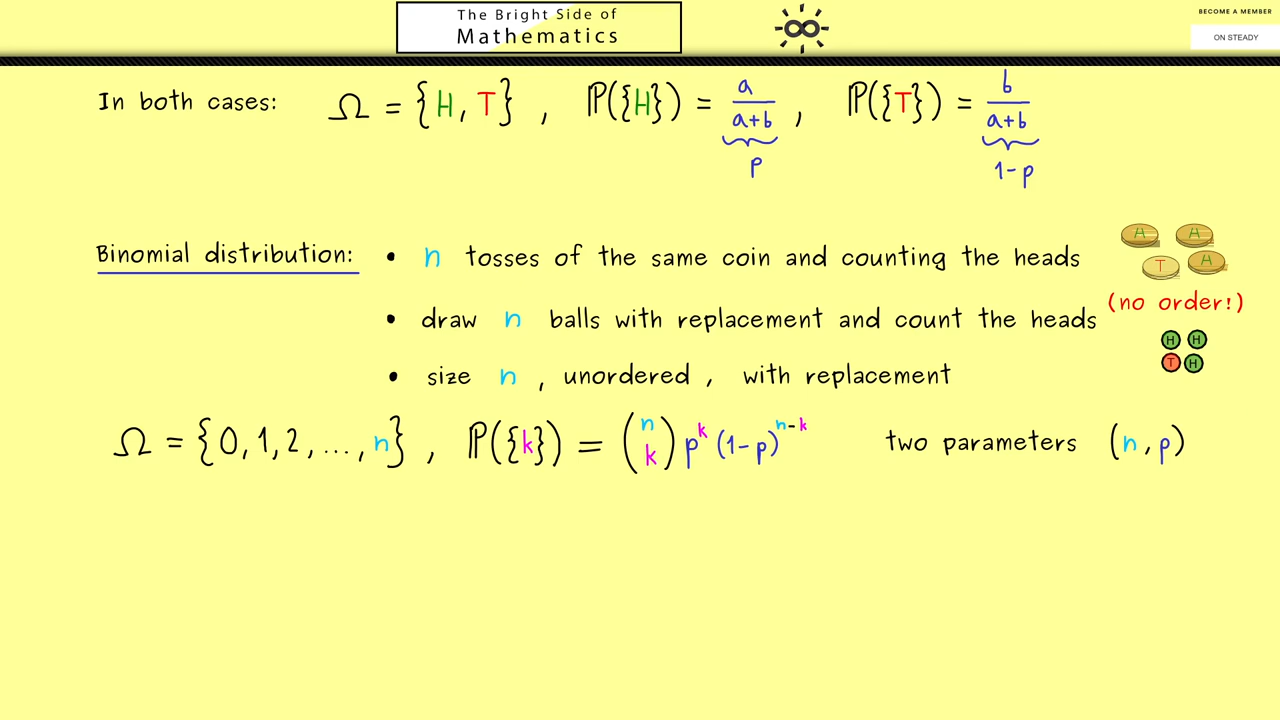 The Bright Side of
Mathematics
BECOME A MEMBER
ON STEADY
In both cases: Ω = {H, T} , ℙ({H}) = a/(a+b) , ℙ({T}) = b/(a+b)
p 1-p
Binomial distribution: • n tosses of the same coin and counting the heads
H H
T H
(no order!)
• draw n balls with replacement and count the heads
H H
T H
• size n , unordered , with replacement
Ω = {0, 1, 2, ..., n} , ℙ({k}) = (n k) p^k (1-p)^(n-k) two parameters (n, p)